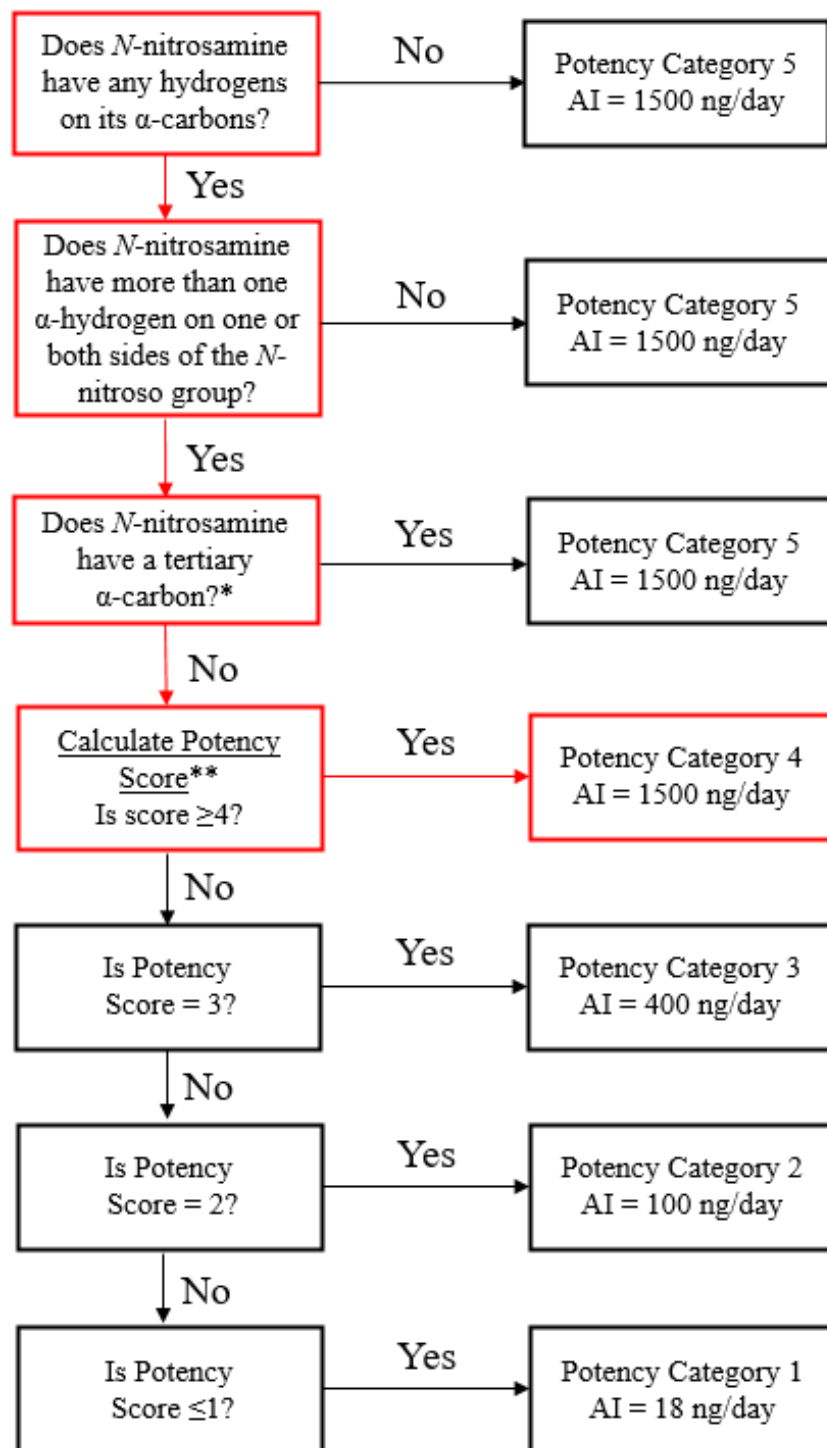 Does N-nitrosamine
have any hydrogens
on its α-carbons?
No
Potency Category 5
AI = 1500 ng/day
Yes
Does N-nitrosamine
have more than one
α-hydrogen on one or
both sides of the N-
nitroso group?
No
Potency Category 5
AI = 1500 ng/day
Yes
Does N-nitrosamine
have a tertiary
α-carbon?*
Yes
Potency Category 5
AI = 1500 ng/day
No
Calculate Potency
Score**
Is score ≥4?
Yes
Potency Category 4
AI = 1500 ng/day
No
Is Potency
Score = 3?
Yes
Potency Category 3
AI = 400 ng/day
No
Is Potency
Score = 2?
Yes
Potency Category 2
AI = 100 ng/day
No
Is Potency
Score ≤1?
Yes
Potency Category 1
AI = 18 ng/day